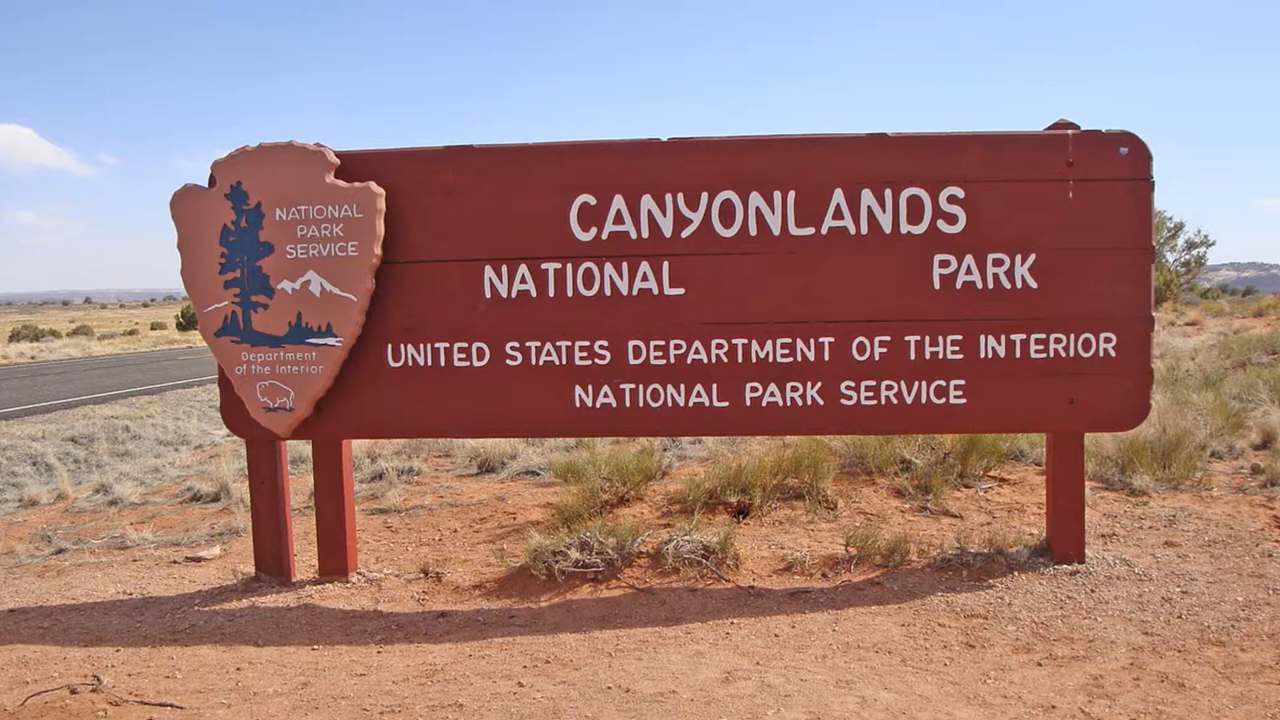 NATIONAL
PARK
SERVICE
Department
of the Interior
CANYONLANDS
NATIONAL PARK
UNITED STATES DEPARTMENT OF THE INTERIOR
NATIONAL PARK SERVICE